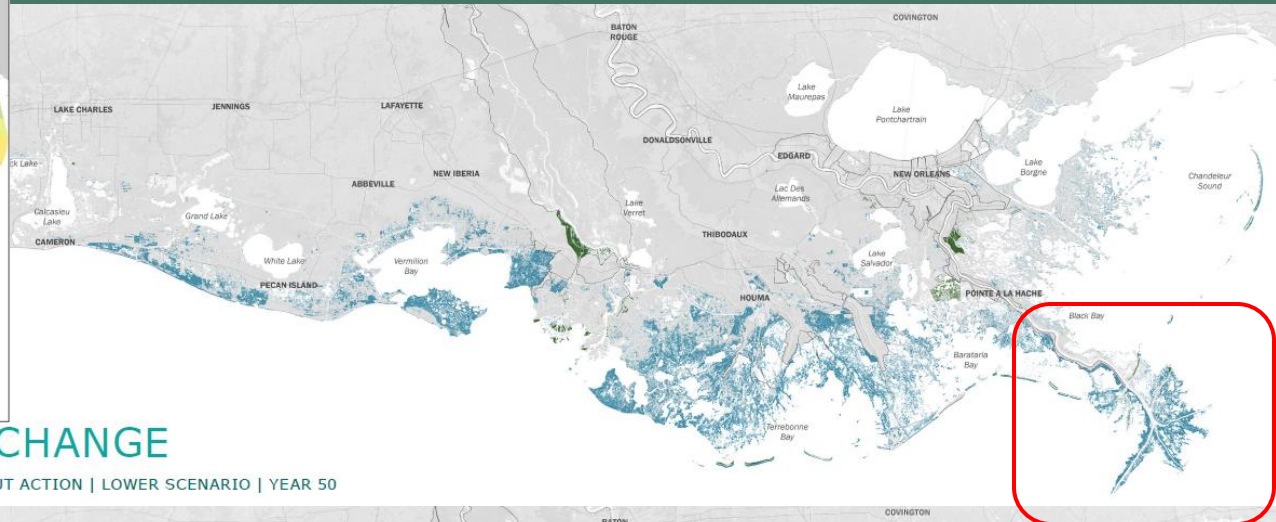 COVINGTON
BATON
ROUGE
Lake
Maurepas
Lake
Pontchartrain
LAKE CHARLES
JENNINGS
LAFAYETTE
DONALDSONVILLE
EDGARD
NEW ORLEANS
Lake
Borgne
ck Lake
ABBEVILLE
NEW IBERIA
Lac Des
Allemands
Chandeleur
Sound
Calcasieu
Lake
Grand Lake
Lake
Verret
CAMERON
THIBODAUX
White Lake
Vermilion
Bay
Lake
Salvador
PECAN ISLAND
HOUMA
POINTE A LA HACHE
Black Bay
Barataria
Bay
Terrebonne
Bay
CHANGE
UT ACTION | LOWER SCENARIO | YEAR 50
COVINGTON
BATON